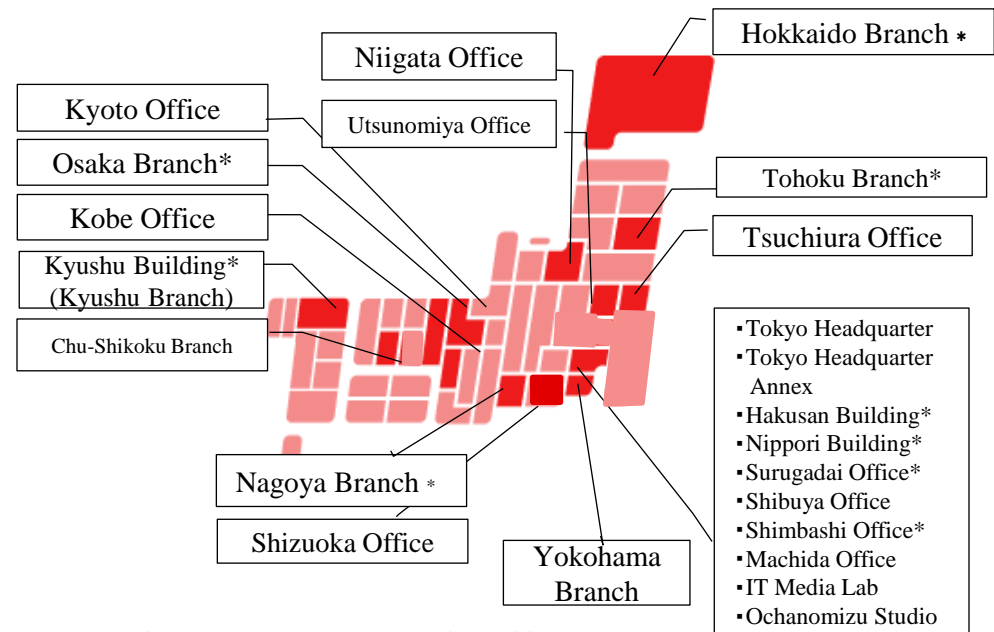 Hokkaido Branch *
Niigata Office
Kyoto Office
Utsunomiya Office
Osaka Branch*
Tohoku Branch*
Kobe Office
Tsuchiura Office
Kyushu Building*
(Kyushu Branch)
Chu-Shikoku Branch
▪Tokyo Headquarter
▪Tokyo Headquarter
Annex
▪Hakusan Building*
▪Nippori Building*
▪Surugadai Office*
▪Shibuya Office
▪Shimbashi Office*
▪Machida Office
▪IT Media Lab
▪Ochanomizu Studio
Nagoya Branch *
Shizuoka Office
Yokohama
Branch